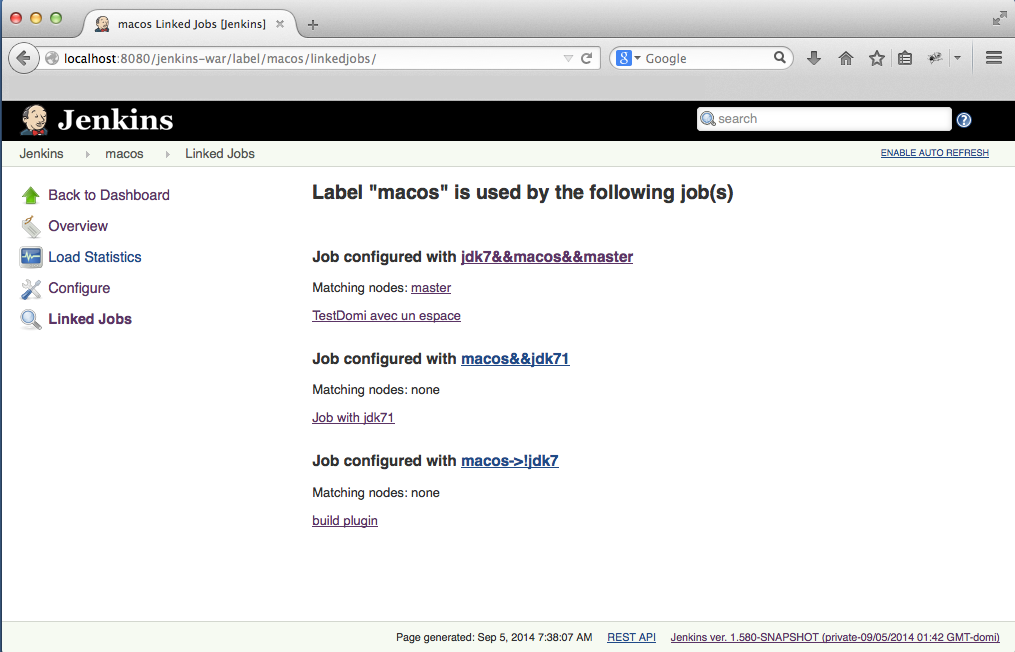 macos Linked Jobs [Jenkins]
localhost:8080/jenkins-war/label/macos/linkedjobs/
8 Google
Jenkins
search
?
Jenkins macos Linked Jobs
ENABLE AUTO REFRESH
Back to Dashboard
Overview
Load Statistics
Configure
Linked Jobs
Label "macos" is used by the following job(s)
Job configured with jdk7&&macos&&master
Matching nodes: master
TestDomi avec un espace
Job configured with macos&&jdk71
Matching nodes: none
Job with jdk71
Job configured with macos->!jdk7
Matching nodes: none
build plugin
Page generated: Sep 5, 2014 7:38:07 AM REST API Jenkins ver. 1.580-SNAPSHOT (private-09/05/2014 01:42 GMT-domi)